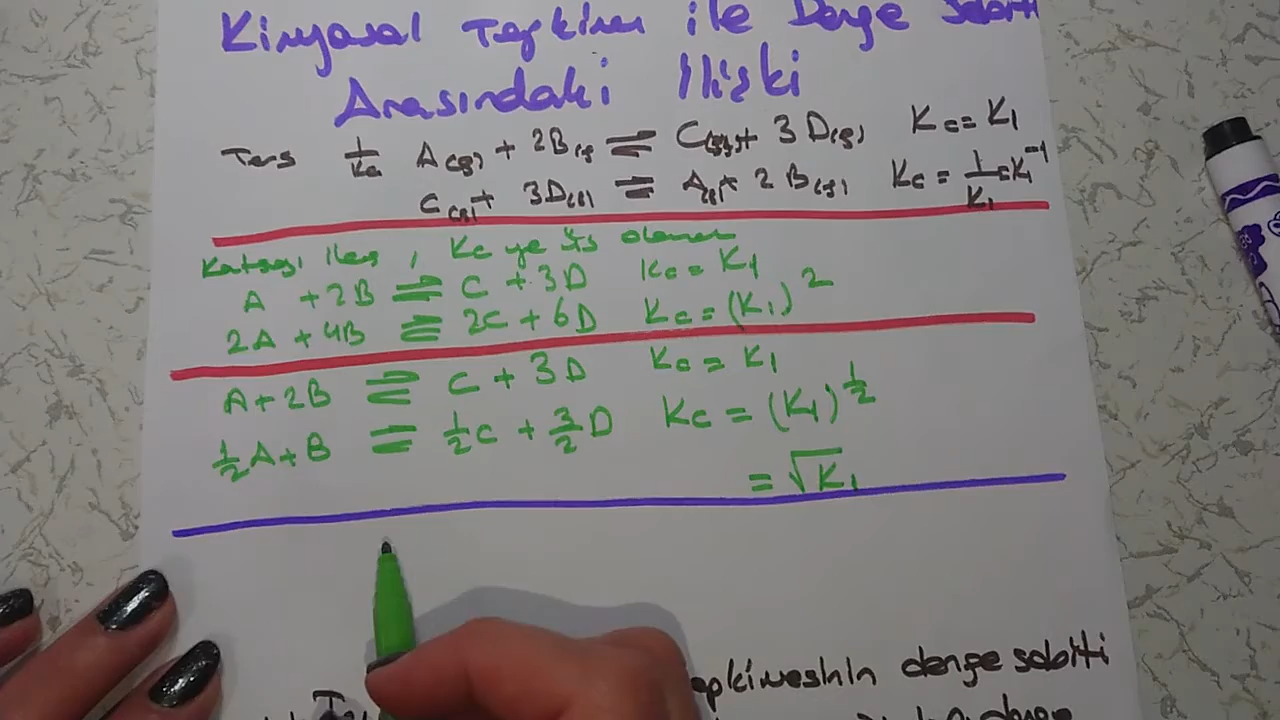 Kimyasal Tepkime ile Denge Sabiti
Arasındaki İlişki
Ters 1/Kc A(g) + 2B(g) ⇌ C(g) + 3D(g) Kc = K1
C(g) + 3D(g) ⇌ A(g) + 2B(g) Kc = 1/K1 = K1^-1
Katsayı ile, Kc ye üs olarak
A + 2B ⇌ C + 3D Kc = K1
2A + 4B ⇌ 2C + 6D Kc = (K1)^2
A + 2B ⇌ C + 3D Kc = K1
1/2A + B ⇌ 1/2C + 3/2D Kc = (K1)^1/2
= √K1
denge sabiti